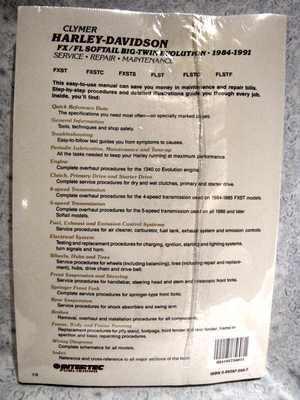 CLYMER
HARLEY-DAVIDSON
FX/FL SOFTAIL BIG-TWIN EVOLUTION • 1984-1991
SERVICE • REPAIR • MAINTENANCE
FXST FXSTC FXSTS FLST FLSTC FLSTF
This easy-to-use manual can save you money in maintenance and repair bills.
Step-by-step procedures and detailed illustrations guide you through every job.
Inside, you'll find:
Quick Reference Data
The specifications you need most often—all specially marked
General Information
Tools, techniques and shop safety.
Troubleshooting
Easy-to-follow text guides you from symptoms to causes.
Periodic Lubrication, Maintenance and Tune-up
All the tasks needed to keep your Harley running at maximum performance.
Engine
Complete overhaul procedures for the 1340 cc Evolution engine.
Clutch, Primary Drive and Starter Drive
Complete service procedures for dry and wet clutches, primary and starter drive.
4-speed Transmission
Complete overhaul procedures for the 4-speed transmission used on 1984-1985 FXST models
5-speed Transmission
Complete overhaul procedures for the 5-speed transmission used on all 1986 and later
Softail models.
Fuel, Exhaust and Emission Control Systems
Service procedures for air cleaner, carburetor, fuel tank, exhaust system and emission controls
Electrical System
Testing and replacement procedures for charging, ignition, starting and lighting systems,
turn signals and horn.
Wheels, Hubs and Tires
Service procedures for wheels (including balancing), tires (including repair and replace-
ment), hubs, drive chain and drive belt.
Front Suspension and Steering
Complete service procedures for handlebar, steering head and stem and telescopic front forks.
Springer Front Fork
Complete service procedures for springer-type front forks.
Rear Suspension
Service procedures for shock absorbers and swing arm.
Brakes
Removal, overhaul and installation procedures for all components.
Frame, Body and Frame Repainting
Replacement procedures for jiffy stand, footpegs, front fender and rear fender, frame
Wiring Diagrams
Complete schematics for all models.
Index
Reference and cross-reference to all major sections of the
INTERTEC